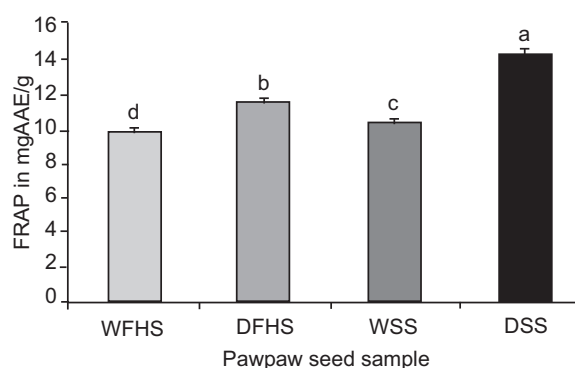 16
14
12
10
8
6
4
2
0
FRAP in mgAAE/g
d
b
c
a
WFHS DFHS WSS DSS
Pawpaw seed sample